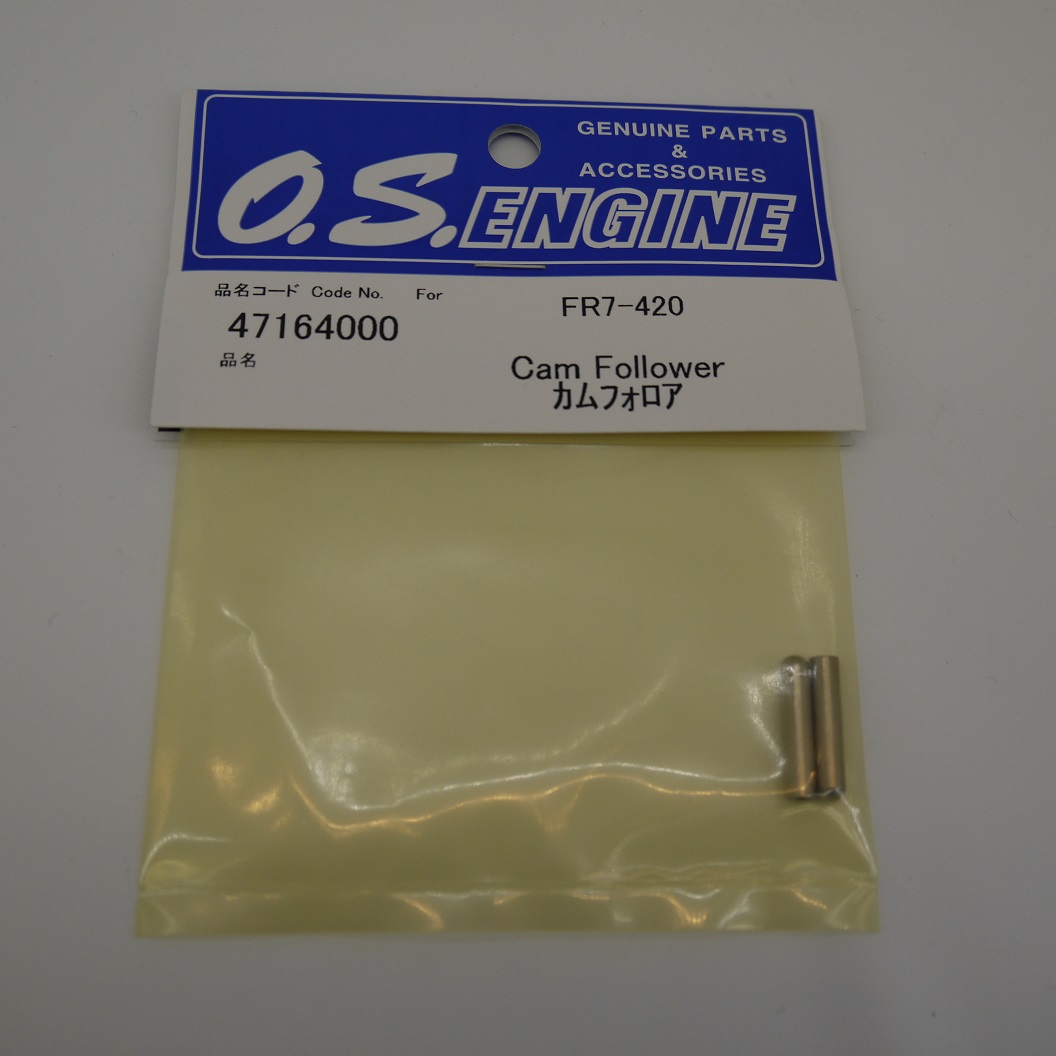 GENUINE PARTS
&
ACCESSORIES
O.S.ENGINE
品名コード Code No. For
FR7-420
47164000
品名
Cam Follower
カムフォロア